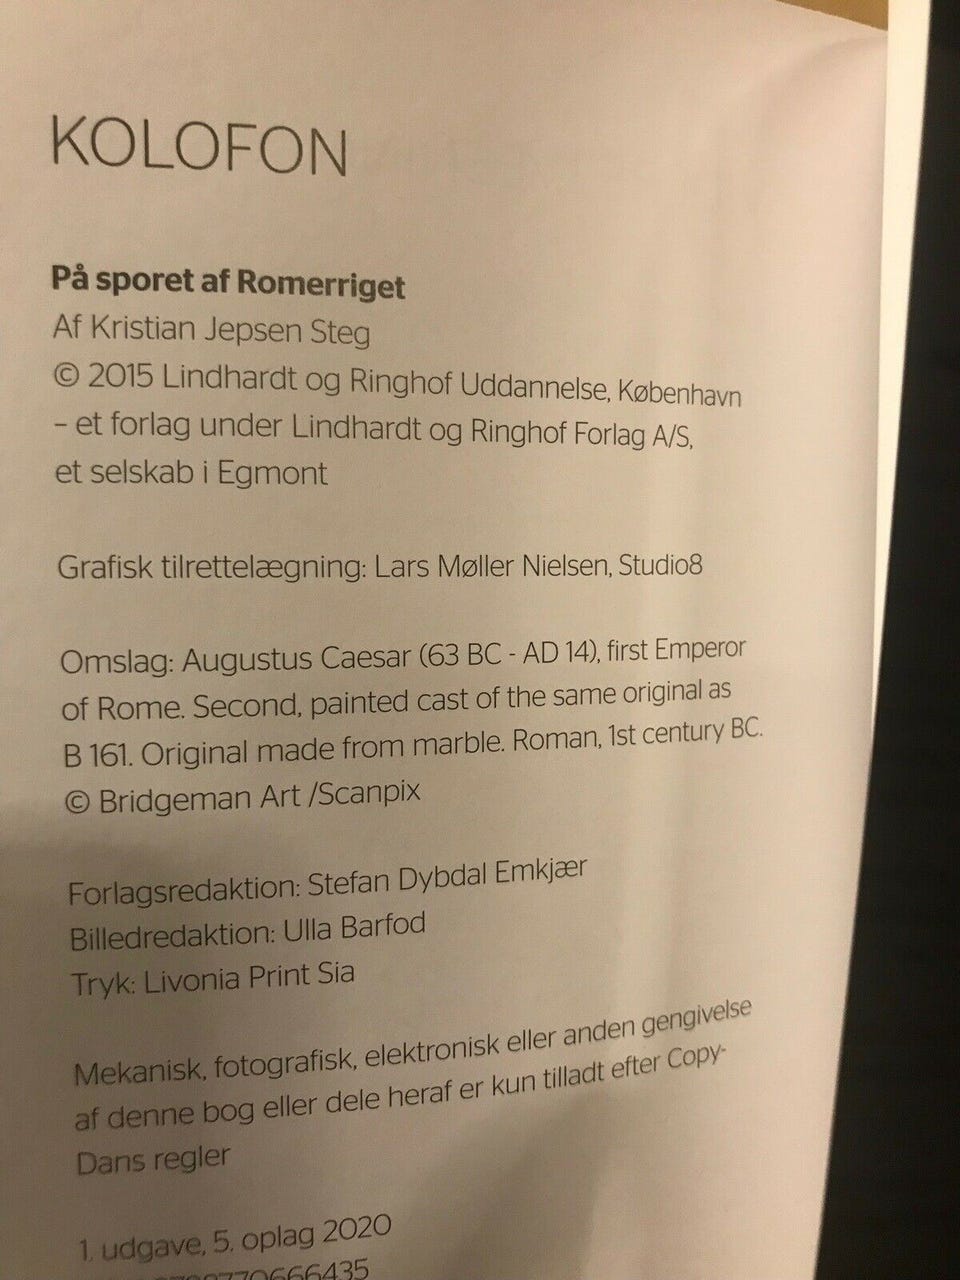 KOLOFON
På sporet af Romerriget
Af Kristian Jepsen Steg
© 2015 Lindhardt og Ringhof Uddannelse, København
– et forlag under Lindhardt og Ringhof Forlag A/S,
et selskab i Egmont
Grafisk tilrettelægning: Lars Møller Nielsen, Studio8
Omslag: Augustus Caesar (63 BC - AD 14), first Emperor
of Rome. Second, painted cast of the same original as
B 161. Original made from marble. Roman, 1st century BC.
© Bridgeman Art /Scanpix
Forlagsredaktion: Stefan Dybdal Emkjær
Billedredaktion: Ulla Barfod
Tryk: Livonia Print Sia
Mekanisk, fotografisk, elektronisk eller anden gengivelse
af denne bog eller dele heraf er kun tilladt efter Copy-
Dans regler
1. udgave, 5. oplag 2020